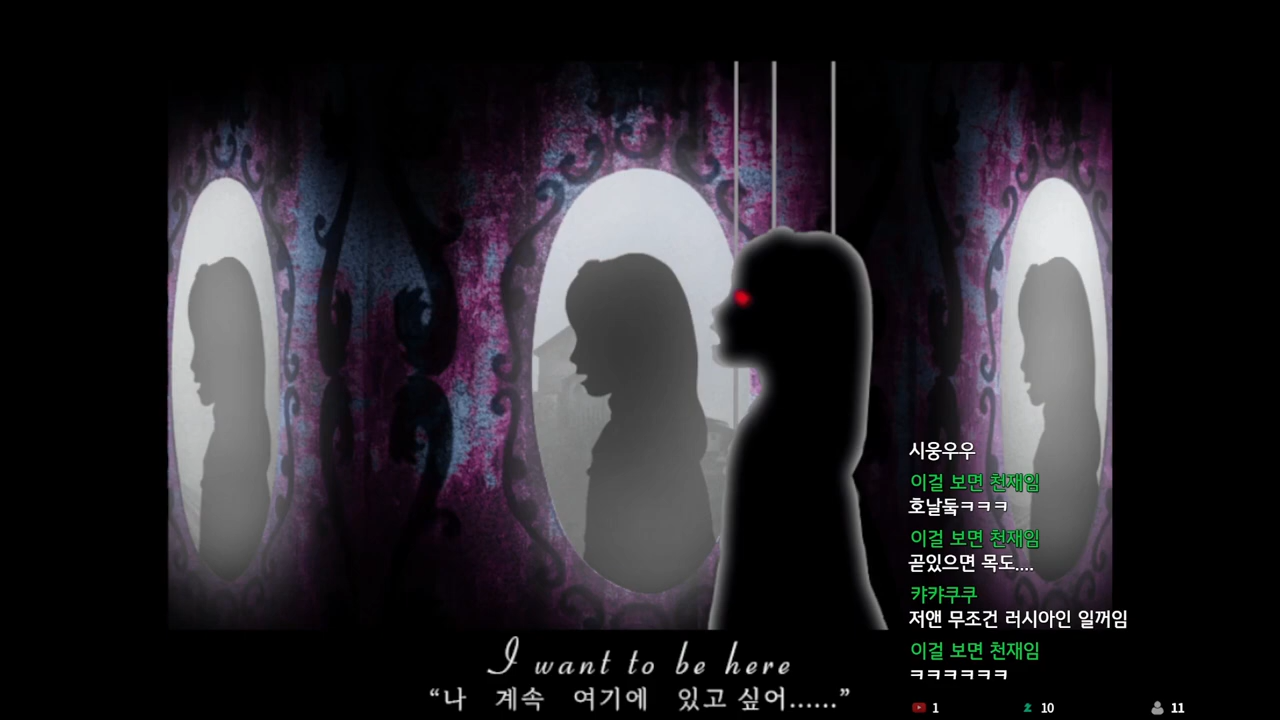 시웅우우
이걸 보면 천재임
호날둨ㅋㅋㅋ
이걸 보면 천재임
곧있으면 목도....
캬캬쿠쿠
저앤 무조건 러시아인 일꺼임
이걸 보면 천재임
ㅋㅋㅋㅋㅋㅋ
I want to be here
“나 계속 여기에 있고 싶어......”
1 10 11